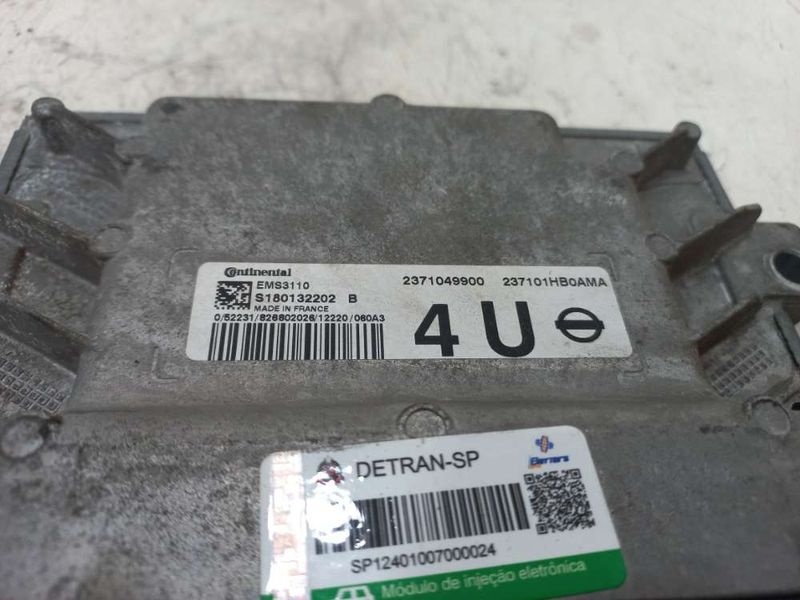 Continental
EMS3110
S180132202 B
MADE IN FRANCE
0/52231/826802026/12220/060A3
2371049900 237101HB0AMA
4U
DETRAN-SP
SP12401007000024
Módulo de injeção eletrônica